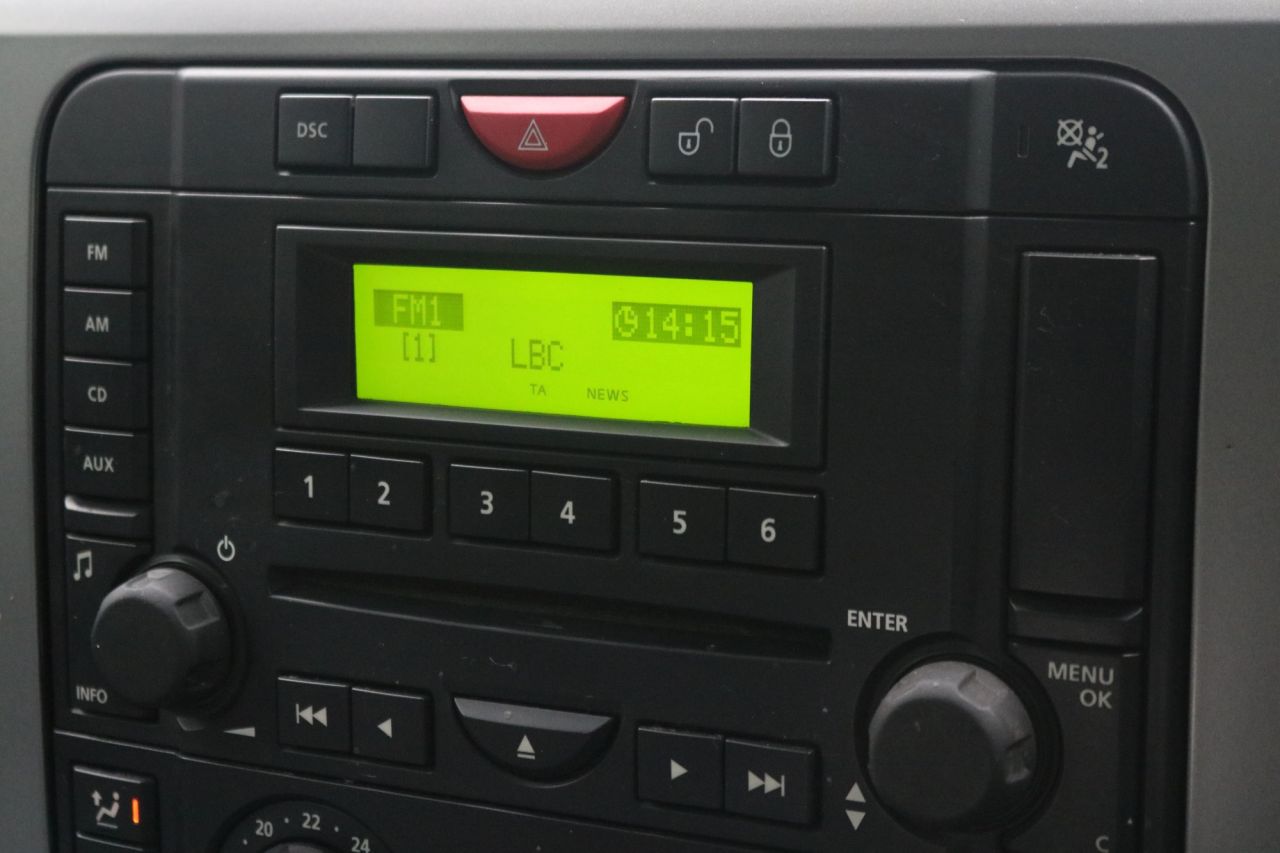 DSC
2
FM
AM
CD
AUX
FM1
14:15
[1]
LBC
TA NEWS
1 2 3 4 5 6
ENTER
MENU
OK
INFO
20 22 24
C